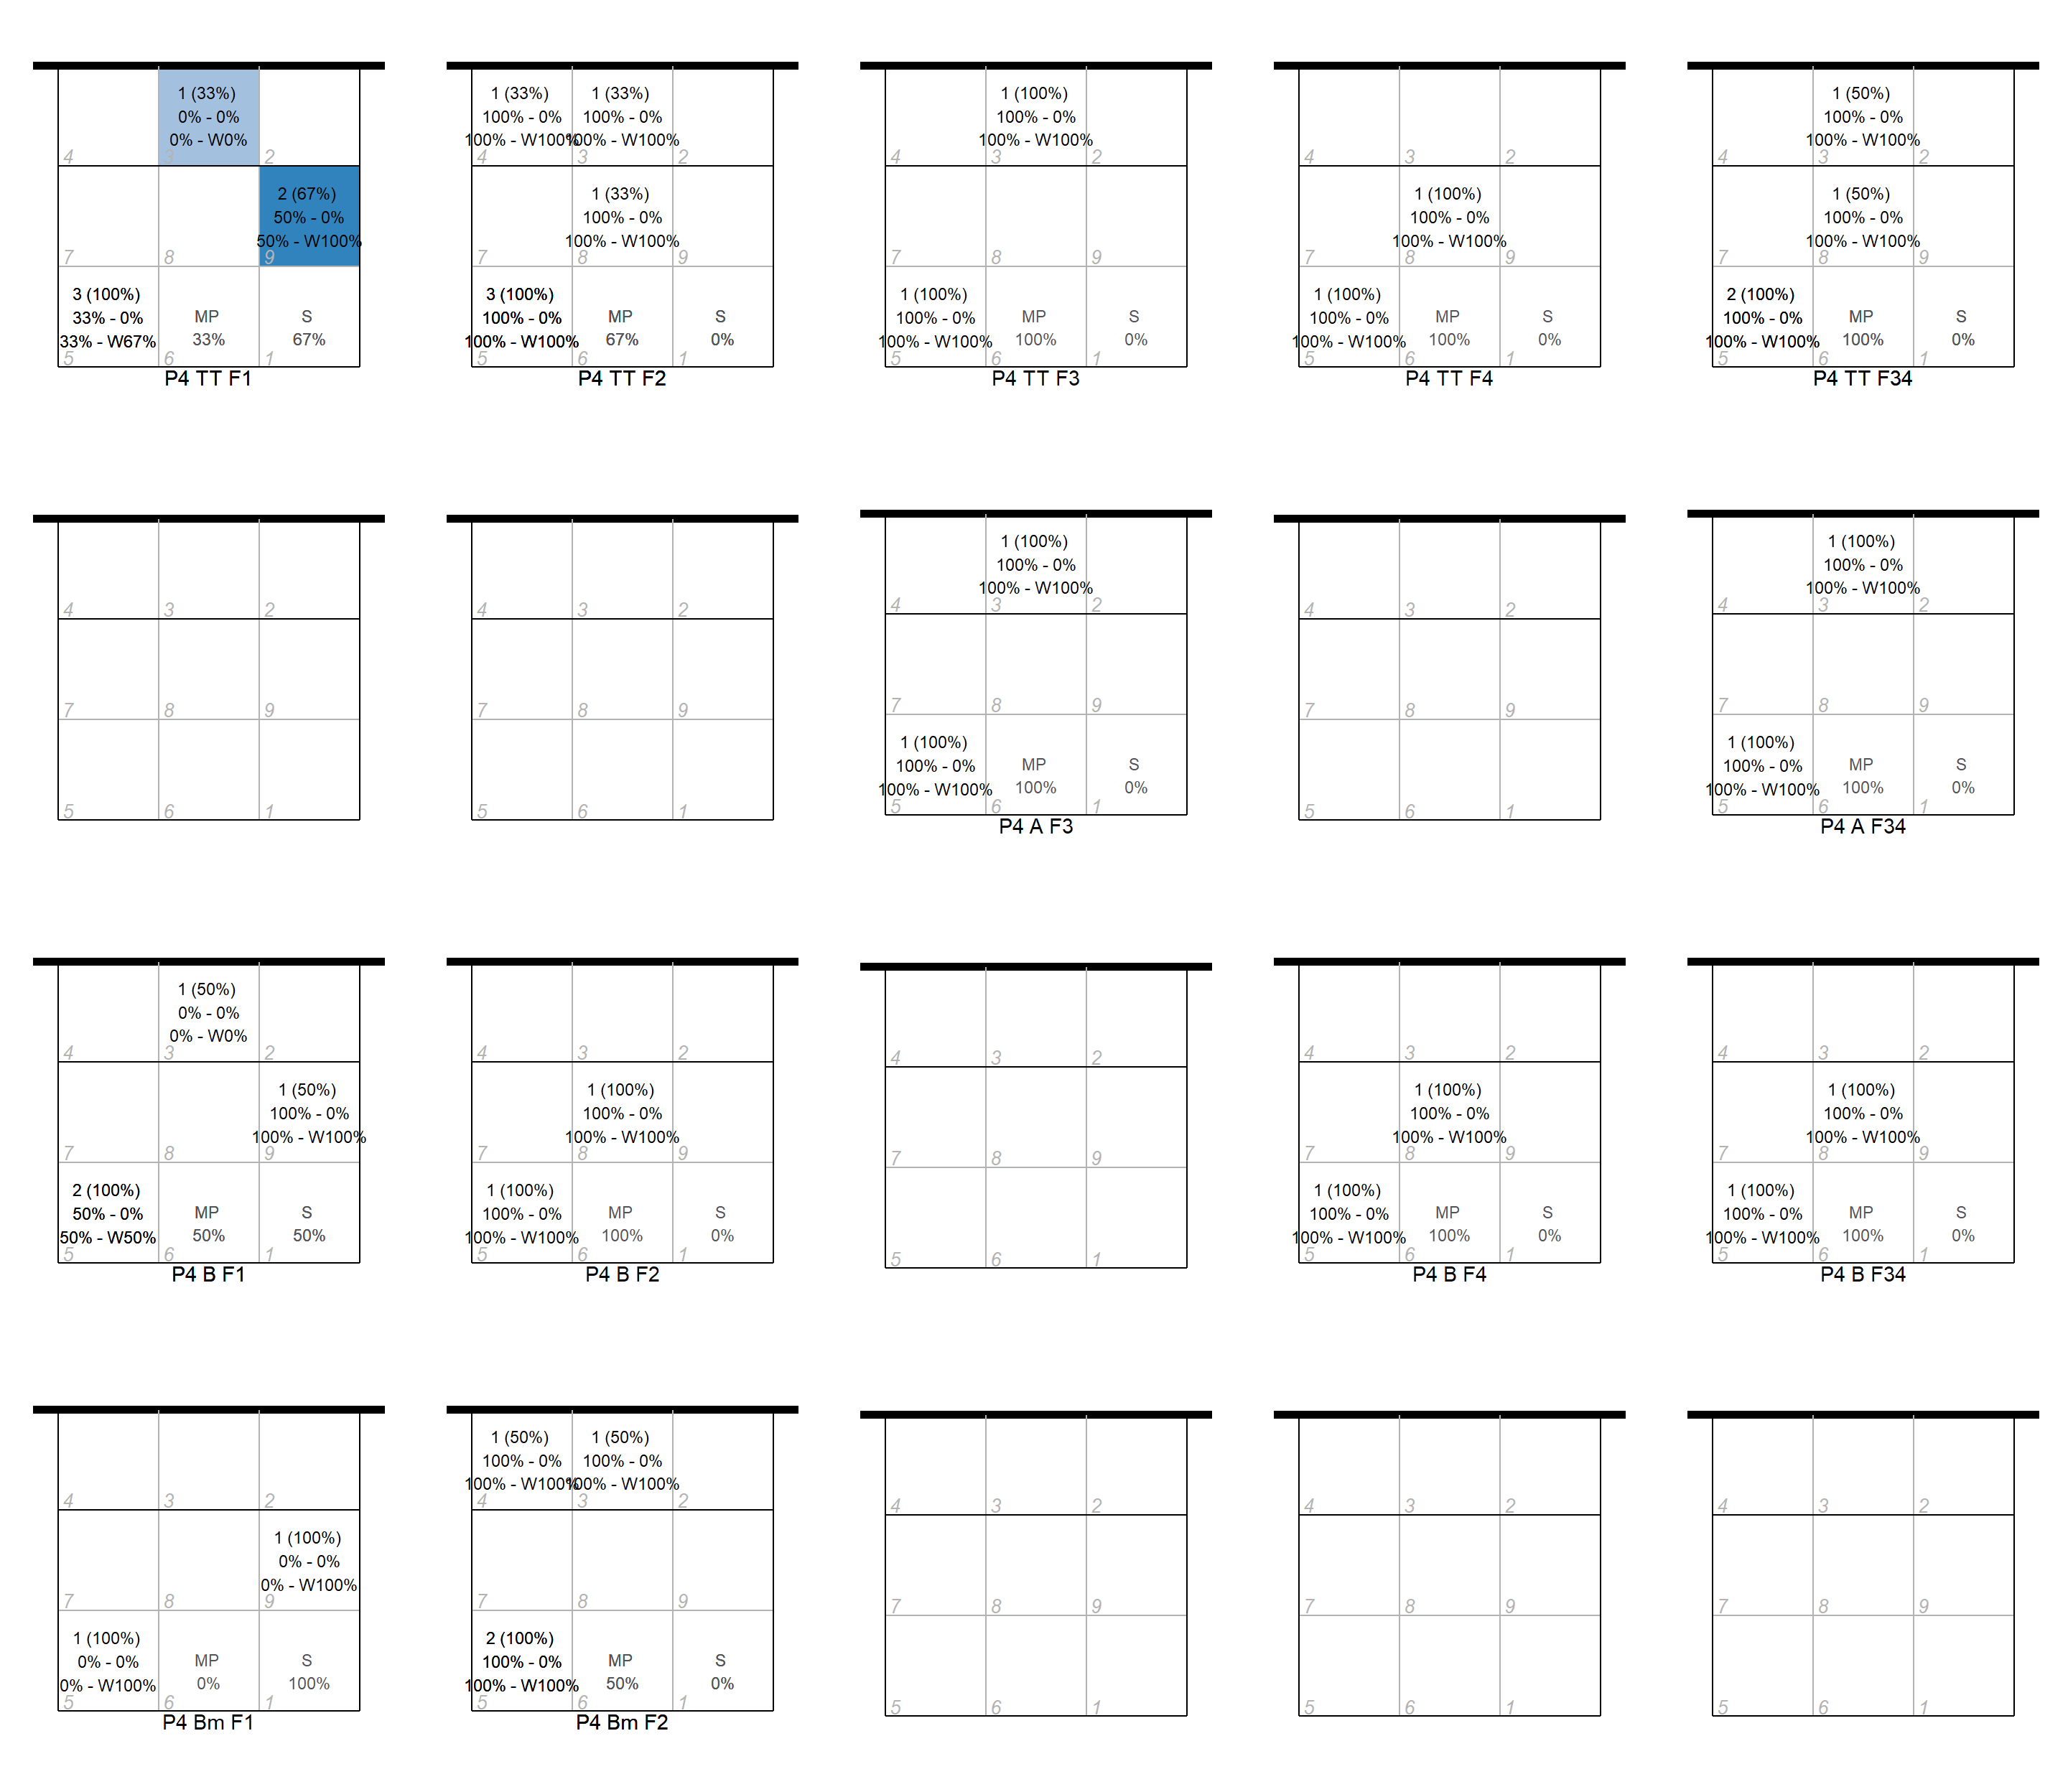 1 (33%)
0% - 0%
0% - W0%
4 3 2
2 (67%)
50% - 0%
50% - W100%
7 8 9
3 (100%)
33% - 0%
33% - W67%
MP
33%
S
67%
5 6 1
P4 TT F1
1 (33%)
100% - 0%
100% - W100%
1 (33%)
100% - 0%
100% - W100%
4 3 2
1 (33%)
100% - 0%
100% - W100%
7 8 9
3 (100%)
100% - 0%
100% - W100%
MP
67%
S
0%
5 6 1
P4 TT F2
1 (100%)
100% - 0%
100% - W100%
4 3 2
7 8 9
1 (100%)
100% - 0%
100% - W100%
MP
100%
S
0%
5 6 1
P4 TT F3
4 3 2
1 (100%)
100% - 0%
100% - W100%
7 8 9
1 (100%)
100% - 0%
100% - W100%
MP
100%
S
0%
5 6 1
P4 TT F4
1 (50%)
100% - 0%
100% - W100%
4 3 2
1 (50%)
100% - 0%
100% - W100%
7 8 9
2 (100%)
100% - 0%
100% - W100%
MP
100%
S
0%
5 6 1
P4 TT F34
4 3 2
7 8 9
5 6 1
4 3 2
7 8 9
5 6 1
1 (100%)
100% - 0%
100% - W100%
4 3 2
7 8 9
1 (100%)
100% - 0%
100% - W100%
MP
100%
S
0%
5 6 1
P4 A F3
4 3 2
7 8 9
5 6 1
1 (100%)
100% - 0%
100% - W100%
4 3 2
7 8 9
1 (100%)
100% - 0%
100% - W100%
MP
100%
S
0%
5 6 1
P4 A F34
1 (50%)
0% - 0%
0% - W0%
4 3 2
1 (50%)
100% - 0%
100% - W100%
7 8 9
2 (100%)
50% - 0%
50% - W50%
MP
50%
S
50%
5 6 1
P4 B F1
4 3 2
1 (100%)
100% - 0%
100% - W100%
7 8 9
1 (100%)
100% - 0%
100% - W100%
MP
100%
S
0%
5 6 1
P4 B F2
4 3 2
7 8 9
5 6 1
4 3 2
1 (100%)
100% - 0%
100% - W100%
7 8 9
1 (100%)
100% - 0%
100% - W100%
MP
100%
S
0%
5 6 1
P4 B F4
4 3 2
1 (100%)
100% - 0%
100% - W100%
7 8 9
1 (100%)
100% - 0%
100% - W100%
MP
100%
S
0%
5 6 1
P4 B F34
4 3 2
1 (100%)
0% - 0%
0% - W100%
7 8 9
1 (100%)
0% - 0%
0% - W100%
MP
0%
S
100%
5 6 1
P4 Bm F1
1 (50%)
100% - 0%
100% - W100%
1 (50%)
100% - 0%
100% - W100%
4 3 2
7 8 9
2 (100%)
100% - 0%
100% - W100%
MP
50%
S
0%
5 6 1
P4 Bm F2
4 3 2
7 8 9
5 6 1
4 3 2
7 8 9
5 6 1
4 3 2
7 8 9
5 6 1